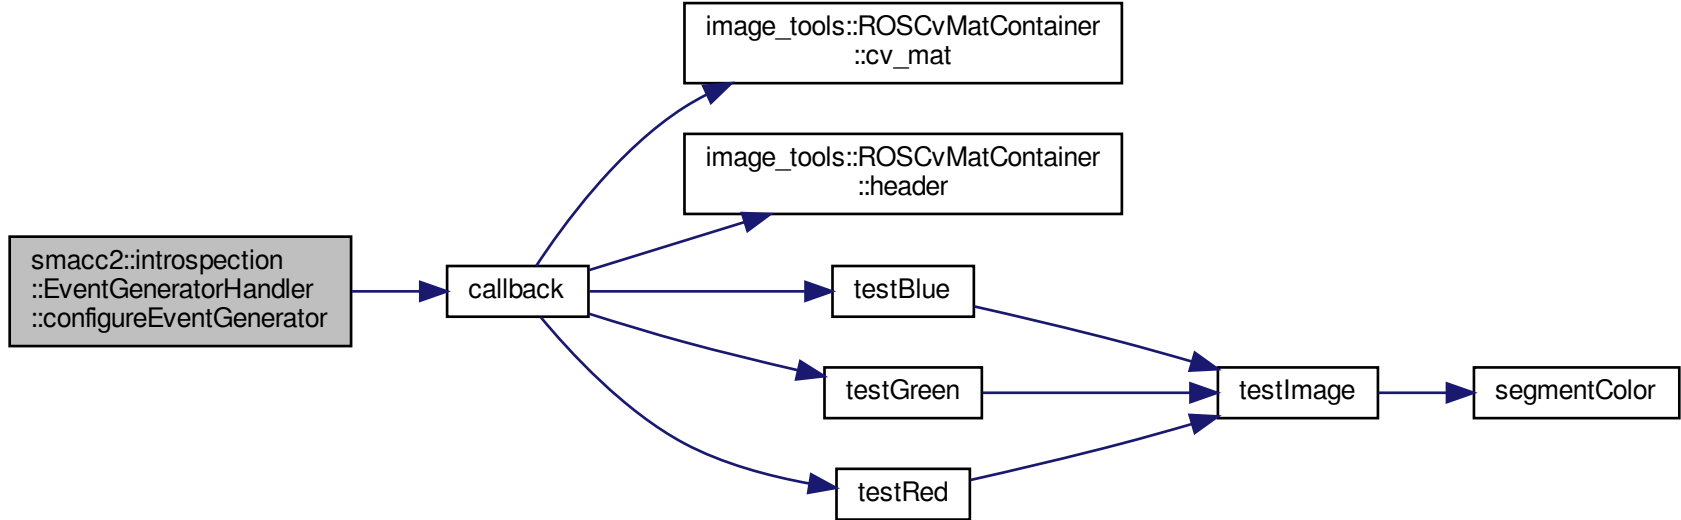 image_tools::ROSCvMatContainer
::cv_mat
image_tools::ROSCvMatContainer
::header
smacc2::introspection
::EventGeneratorHandler
::configureEventGenerator
callback
testBlue
testGreen
testImage
segmentColor
testRed